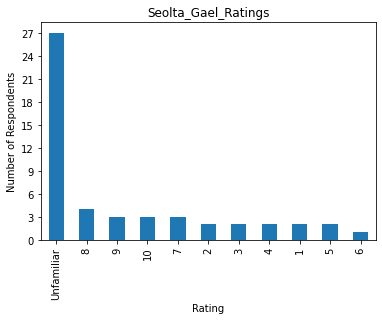 Seolta_Gael_Ratings
Number of Respondents
27
24
21
18
15
12
9
6
3
0
Unfamiliar 8 9 10 7 2 3 4 1 5 6
Rating